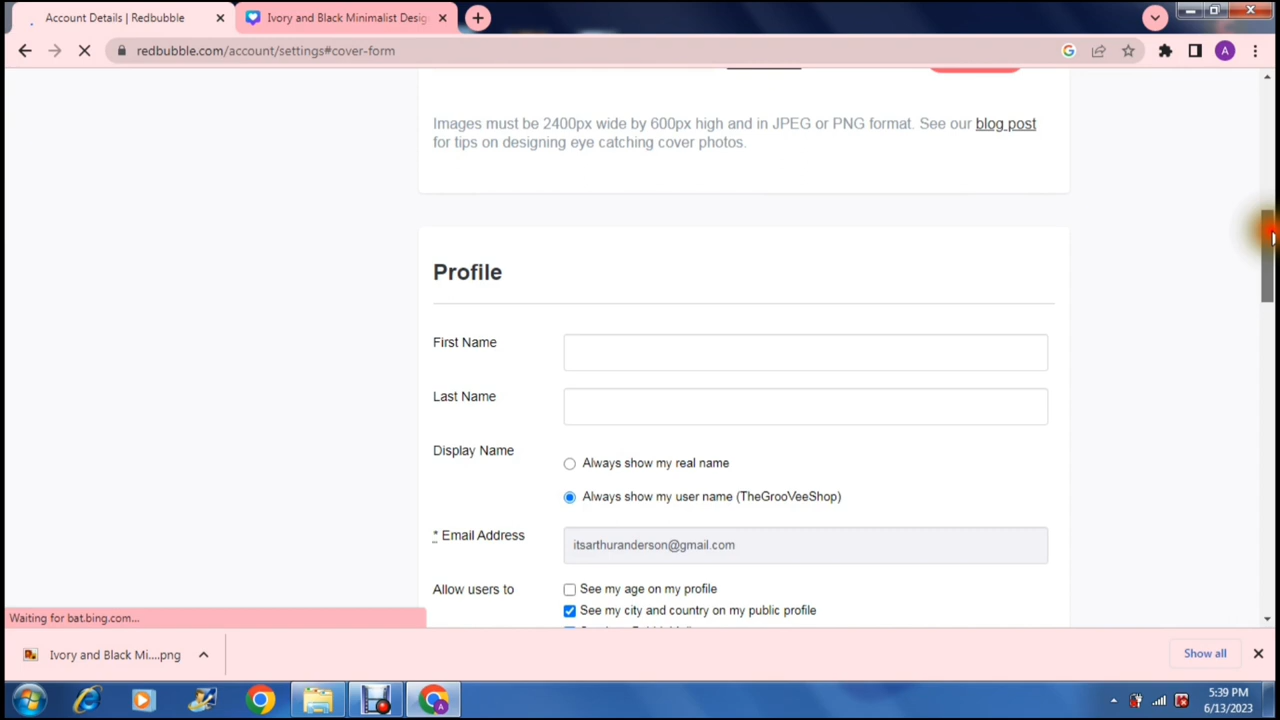 Account Details | Redbubble
Ivory and Black Minimalist Desig
redbubble.com/account/settings#cover-form
A
Images must be 2400px wide by 600px high and in JPEG or PNG format. See our blog post
for tips on designing eye catching cover photos.
Profile
First Name
Last Name
Display Name
Always show my real name
Always show my user name (TheGrooVeeShop)
* Email Address
itsarthuranderson@gmail.com
Allow users to
See my age on my profile
See my city and country on my public profile
Waiting for bat.bing.com...
Ivory and Black Mi....png
Show all
5:39 PM
6/13/2023